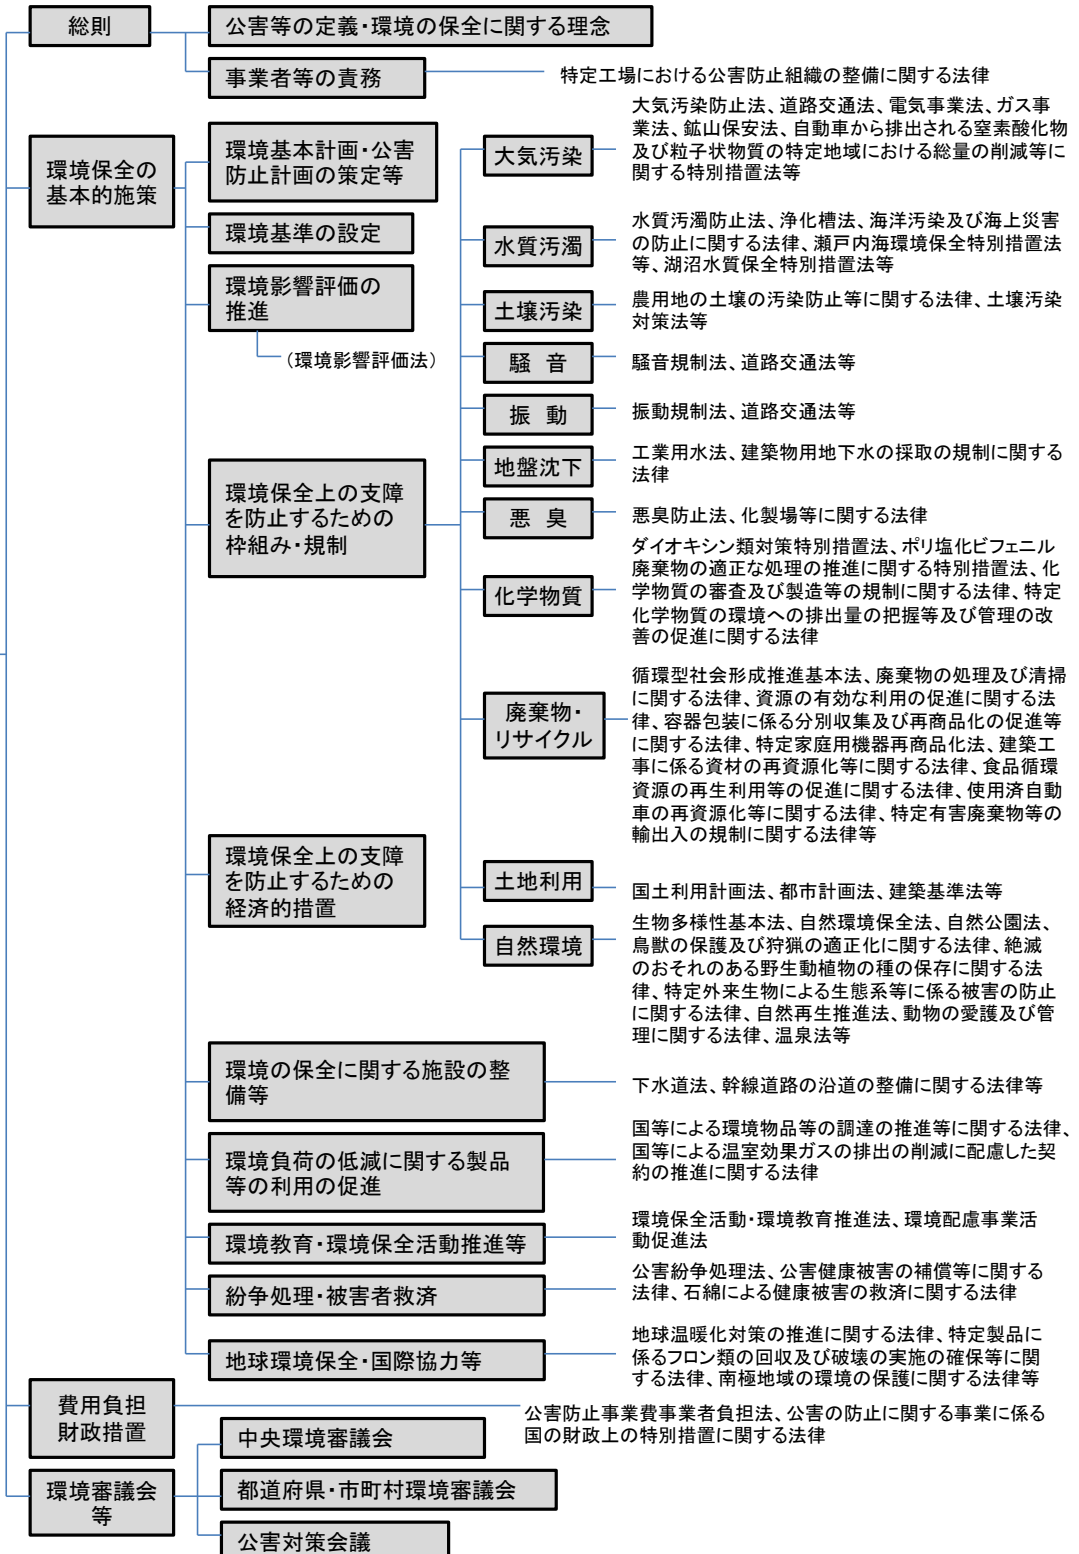 総則
公害等の定義・環境の保全に関する理念
事業者等の責務
特定工場における公害防止組織の整備に関する法律
環境保全の
基本的施策
環境基本計画・公害
防止計画の策定等
環境基準の設定
環境影響評価の
推進
（環境影響評価法）
環境保全上の支障
を防止するための
枠組み・規制
大気汚染
大気汚染防止法、道路交通法、電気事業法、ガス事
業法、鉱山保安法、自動車から排出される窒素酸化物
及び粒子状物質の特定地域における総量の削減等に
関する特別措置法等
水質汚濁
水質汚濁防止法、浄化槽法、海洋汚染及び海上災害
の防止に関する法律、瀬戸内海環境保全特別措置法
等、湖沼水質保全特別措置法等
土壌汚染
農用地の土壌の汚染防止等に関する法律、土壌汚染
対策法等
騒 音
騒音規制法、道路交通法等
振 動
振動規制法、道路交通法等
地盤沈下
工業用水法、建築物用地下水の採取の規制に関する
法律
悪 臭
悪臭防止法、化製場等に関する法律
化学物質
ダイオキシン類対策特別措置法、ポリ塩化ビフェニル
廃棄物の適正な処理の推進に関する特別措置法、化
学物質の審査及び製造等の規制に関する法律、特定
化学物質の環境への排出量の把握等及び管理の改
善の促進に関する法律
廃棄物・
リサイクル
循環型社会形成推進基本法、廃棄物の処理及び清掃
に関する法律、資源の有効な利用の促進に関する法
律、容器包装に係る分別収集及び再商品化の促進等
に関する法律、特定家庭用機器再商品化法、建築工
事に係る資材の再資源化等に関する法律、食品循環
資源の再生利用等の促進に関する法律、使用済自動
車の再資源化等に関する法律、特定有害廃棄物等の
輸出入の規制に関する法律等
土地利用
国土利用計画法、都市計画法、建築基準法等
自然環境
生物多様性基本法、自然環境保全法、自然公園法、
鳥獣の保護及び狩猟の適正化に関する法律、絶滅
のおそれのある野生動植物の種の保存に関する法
律、特定外来生物による生態系等に係る被害の防止
に関する法律、自然再生推進法、動物の愛護及び管
理に関する法律、温泉法等
環境保全上の支障
を防止するための
経済的措置
環境の保全に関する施設の整
備等
下水道法、幹線道路の沿道の整備に関する法律等
環境負荷の低減に関する製品
等の利用の促進
国等による環境物品等の調達の推進等に関する法律、
国等による温室効果ガスの排出の削減に配慮した契
約の推進に関する法律
環境教育・環境保全活動推進等
環境保全活動・環境教育推進法、環境配慮事業活
動促進法
紛争処理・被害者救済
公害紛争処理法、公害健康被害の補償等に関する
法律、石綿による健康被害の救済に関する法律
地球環境保全・国際協力等
地球温暖化対策の推進に関する法律、特定製品に
係るフロン類の回収及び破壊の実施の確保等に関
する法律、南極地域の環境の保護に関する法律等
費用負担
財政措置
公害防止事業費事業者負担法、公害の防止に関する事業に係る
国の財政上の特別措置に関する法律
環境審議会
等
中央環境審議会
都道府県・市町村環境審議会
公害対策会議